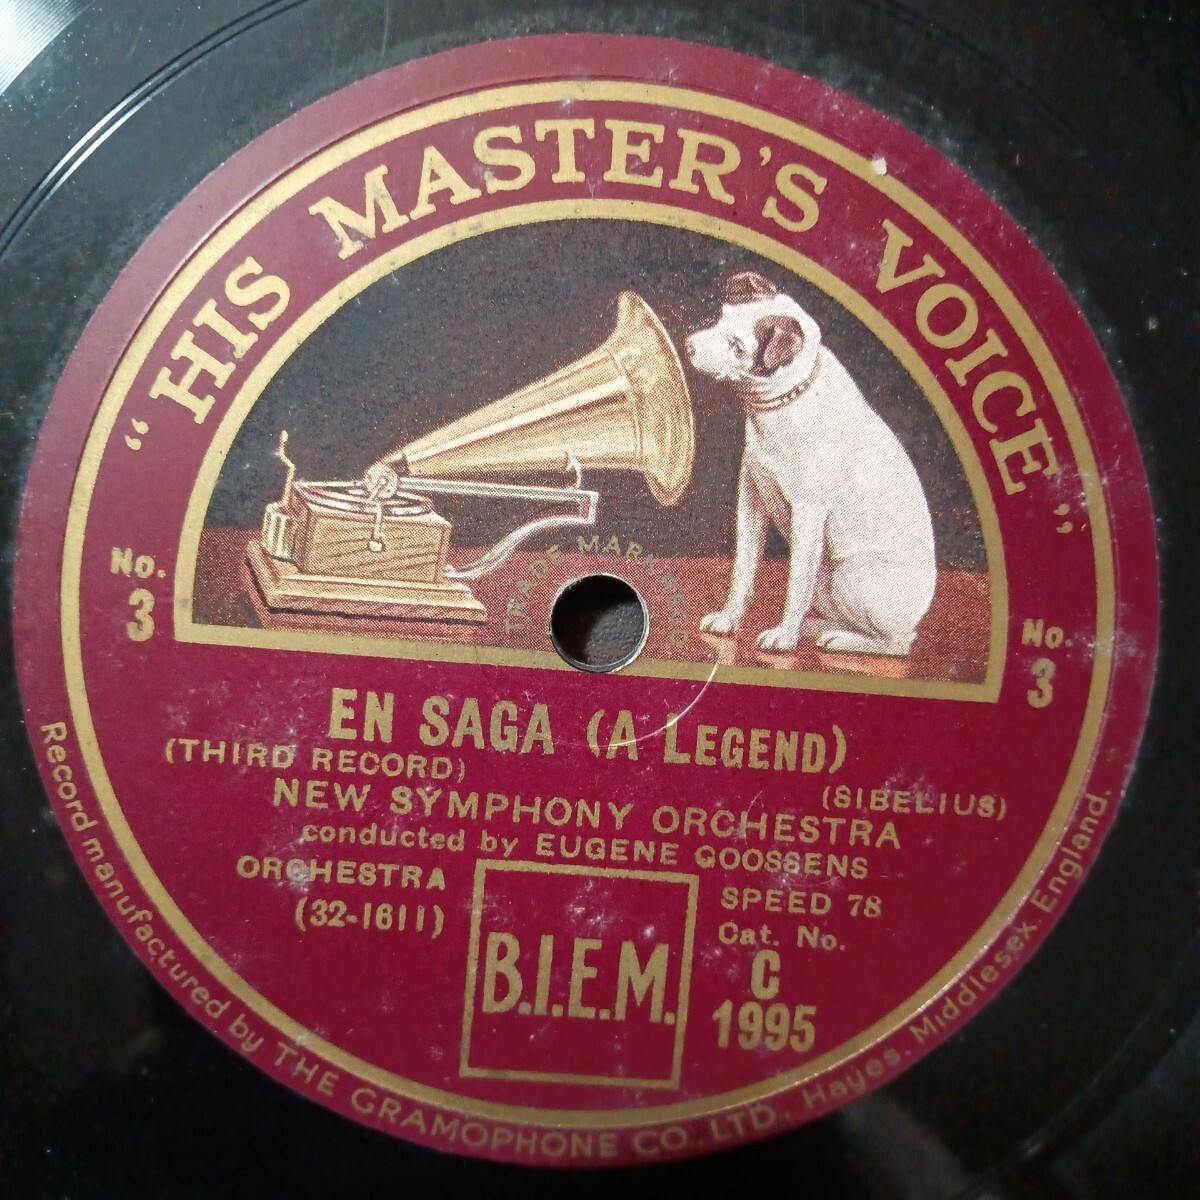 "HIS MASTER'S VOICE"
TRADE MARK REGD
No.
3
No.
3
EN SAGA (A LEGEND)
(THIRD RECORD)
(SIBELIUS)
NEW SYMPHONY ORCHESTRA
conducted by EUGENE GOOSSENS
ORCHESTRA
(32-1611)
B.I.E.M.
SPEED 78
Cat. No.
C
1995
Record manufactured by THE GRAMOPHONE CO., LTD., Hayes, Middlesex, England.